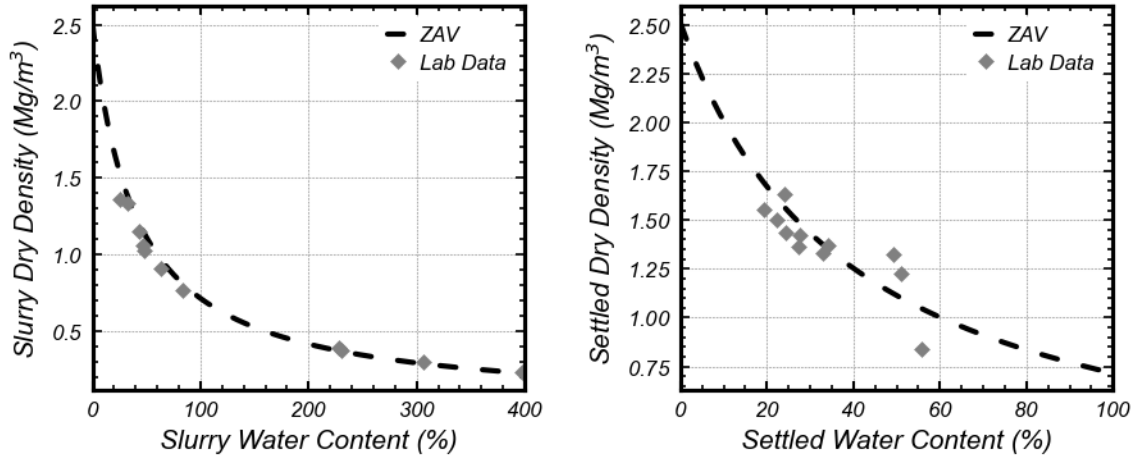 2.5
2.0
1.5
1.0
0.5
Slurry Dry Density (Mg/m³)
0 100 200 300 400
Slurry Water Content (%)
ZAV
Lab Data
2.50
2.25
2.00
1.75
1.50
1.25
1.00
0.75
Settled Dry Density (Mg/m³)
0 20 40 60 80 100
Settled Water Content (%)
ZAV
Lab Data